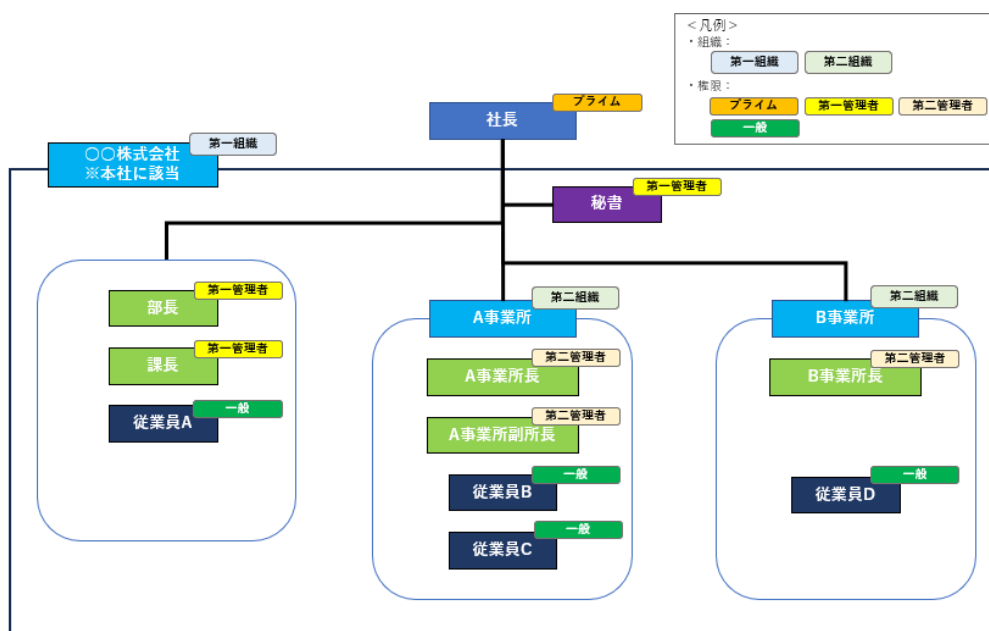 <凡例>
・組織：
第一組織 第二組織
・権限：
プライム 第一管理者 第二管理者
一般
プライム
社長
第一組織
○○株式会社
※本社に該当
第一管理者
秘書
第一管理者
部長
第一管理者
課長
一般
従業員A
第二組織
A事業所
第二管理者
A事業所長
第二管理者
A事業所副所長
一般
従業員B
一般
従業員C
第二組織
B事業所
第二管理者
B事業所長
一般
従業員D